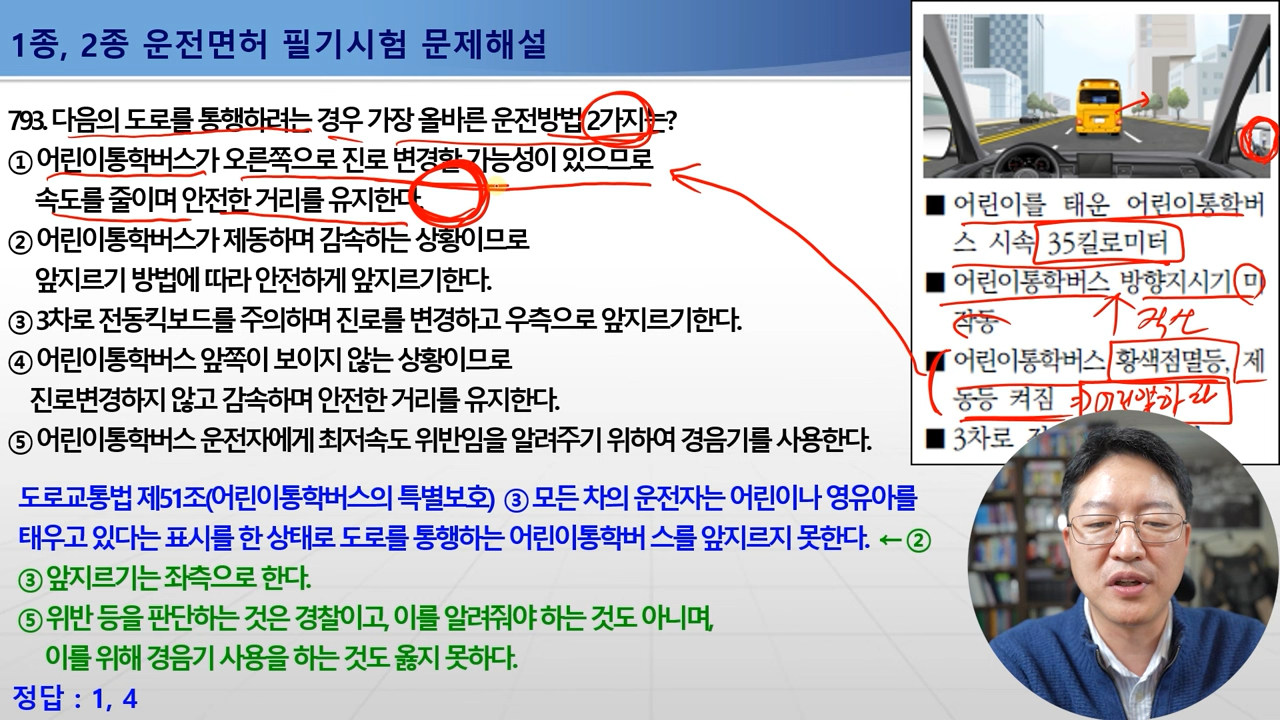 1종, 2종 운전면허 필기시험 문제해설
793. 다음의 도로를 통행하려는 경우 가장 올바른 운전방법 2가지는?
① 어린이통학버스가 오른쪽으로 진로 변경할 가능성이 있으므로
속도를 줄이며 안전한 거리를 유지한다.
② 어린이통학버스가 제동하며 감속하는 상황이므로
앞지르기 방법에 따라 안전하게 앞지르기한다.
③ 3차로 전동킥보드를 주의하며 진로를 변경하고 우측으로 앞지르기한다.
④ 어린이통학버스 앞쪽이 보이지 않는 상황이므로
진로변경하지 않고 감속하며 안전한 거리를 유지한다.
⑤ 어린이통학버스 운전자에게 최저속도 위반임을 알려주기 위하여 경음기를 사용한다.
도로교통법 제51조(어린이통학버스의 특별보호) ③ 모든 차의 운전자는 어린이나 영유아를
태우고 있다는 표시를 한 상태로 도로를 통행하는 어린이통학버 스를 앞지르지 못한다. ← ②
③ 앞지르기는 좌측으로 한다.
⑤ 위반 등을 판단하는 것은 경찰이고, 이를 알려줘야 하는 것도 아니며,
이를 위해 경음기 사용을 하는 것도 옳지 못하다.
정답 : 1, 4
■ 어린이를 태운 어린이통학버
스 시속 35킬로미터
■ 어린이통학버스 방향지시기 미
작동
■ 어린이통학버스 황색점멸등, 제
동등 켜짐
■ 3차로